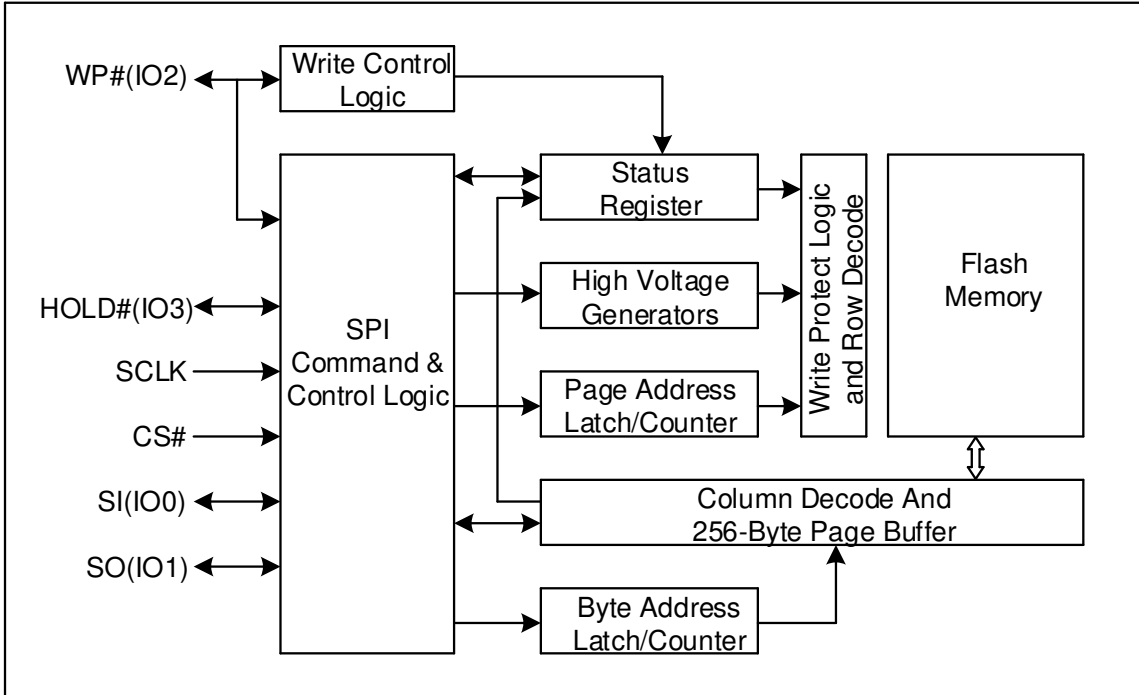 WP#(IO2)
Write Control
Logic
Status
Register
High Voltage
Generators
Page Address
Latch/Counter
Write Protect Logic
and Row Decode
Flash
Memory
HOLD#(IO3)
SCLK
CS#
SI(IO0)
SO(IO1)
SPI
Command &
Control Logic
Column Decode And
256-Byte Page Buffer
Byte Address
Latch/Counter